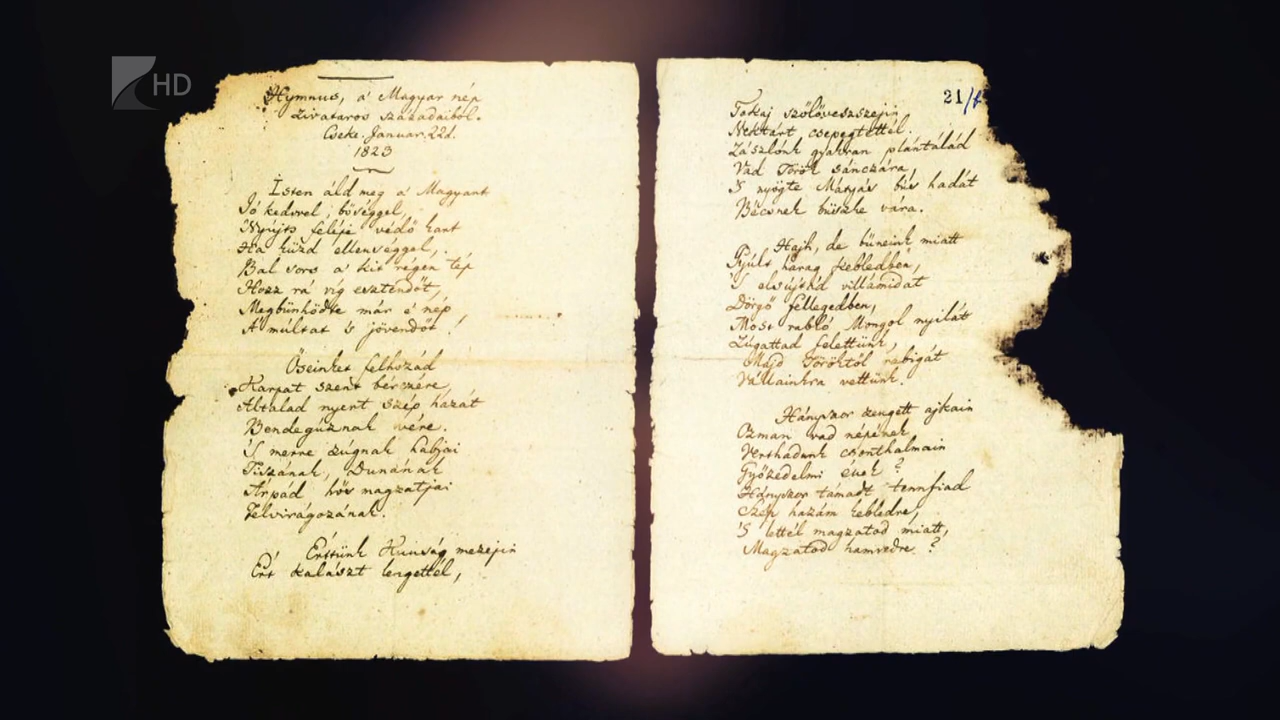 HD
Hymnus, a' Magyar nép
Zivataros századaiból.
Cseke. Januar. 22d.
1823
Isten áld meg a' Magyart
Jó kedvvel, bőséggel,
Nyújts feléje védő kart
Ha küzd ellenséggel,
Bal sors a' kit régen tép
Hozz rá víg esztendőt,
Megbűnhödte már e' nép
A' múltat 's jövendőt!
Őseinket felhozád
Kárpát szent bérczére,
Általad nyert szép hazát
Bendegúznak vére.
'S merre zúgnak habjai
Tiszának, Dunának
Árpád hős magzatjai
Felvirágozának.
Értünk Kunság mezejin
Ért kalászt lengettél,
21/f
Tokaj szőlővesszejin
Nektárt csepegtettél.
Zászlónk gyakran plántálád
Vad Török sánczára,
'S nyögte Mátyás bús hadát
Bécsnek büszke vára.
Hajh, de bűneink miatt
Gyúlt harag kebledben,
'S elsújtád villámidat
Dörgő fellegedben,
Most rabló Mongol nyilát
Zúgattad felettünk,
Majd Töröktől rabigát
Vállainkra vettünk.
Hányszor zengett ajkain
Ozman vad népének
Vert hadunk csonthalmain
Győzedelmi ének?
Hányszor támadt tennfiad
Szép hazám kebledre,
'S lettél magzatod miatt,
Magzatod hamvedre?